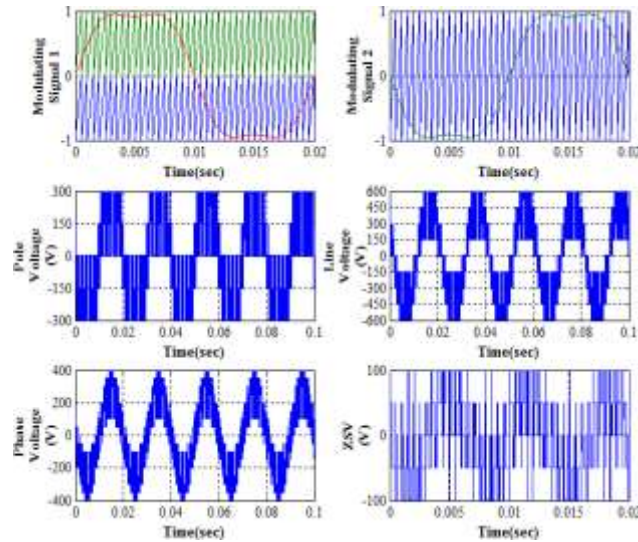 Modulating
Signal 1
1
0
-1
0
0.005
0.01
0.015
0.02
Time(sec)
Modulating
Signal 2
1
0
-1
0
0.005
0.01
0.015
0.02
Time(sec)
Pole
Voltage
(V)
300
150
0
-150
-300
0
0.02
0.04
0.06
0.08
0.1
Time(sec)
Line
Voltage
(V)
600
450
300
150
0
-150
-300
-450
-600
0
0.02
0.04
0.06
0.08
0.1
Time(sec)
Phase
Voltage
(V)
400
200
0
-200
-400
0
0.02
0.04
0.06
0.08
0.1
Time(sec)
ZSV
(V)
100
0
-100
0
0.005
0.01
0.015
0.02
Time(sec)